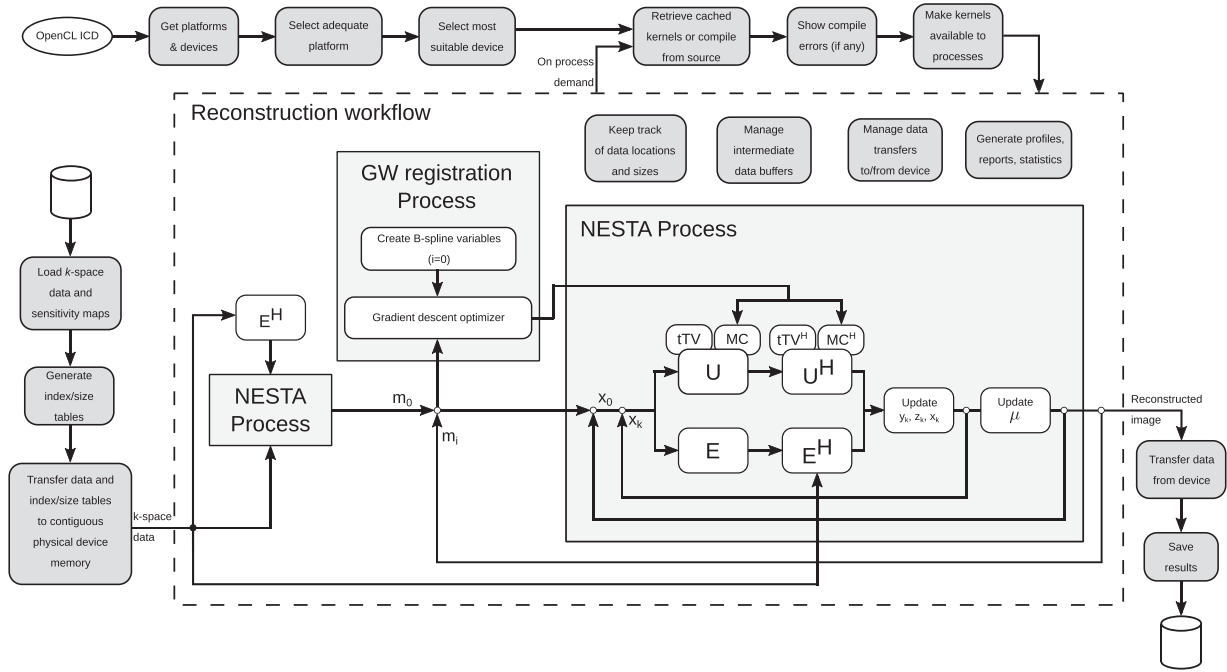 OpenCL ICD
Get platforms
& devices
Select adequate
platform
Select most
suitable device
Retrieve cached
kernels or compile
from source
Show compile
errors (if any)
Make kernels
available to
processes
On process
demand
Reconstruction workflow
Keep track
of data locations
and sizes
Manage
intermediate
data buffers
Manage data
transfers
to/from device
Generate profiles,
reports, statistics
GW registration
Process
Create B-spline variables
(i=0)
Gradient descent optimizer
NESTA Process
Load k-space
data and
sensitivity maps
Generate
index/size
tables
Transfer data and
index/size tables
to contiguous
physical device
memory
k-space
data
E^H
NESTA
Process
m_0
m_i
x_0
x_k
tTV
MC
tTV^H
MC^H
U
U^H
E
E^H
Update
y_k, z_k, x_k
Update
μ
Reconstructed
image
Transfer data
from device
Save
results